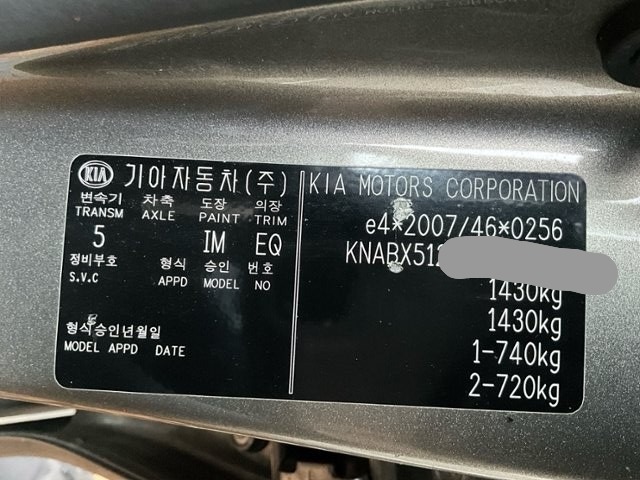 KIA 기아자동차(주)
변속기 차축 도장 의장
TRANSM AXLE PAINT TRIM
5 IM EQ
정비부호 형식 승인 번호
S.V.C APPD MODEL NO
형식승인년월일
MODEL APPD DATE
KIA MOTORS CORPORATION
e4*2007/46*0256
KNABX512
1430kg
1430kg
1-740kg
2-720kg